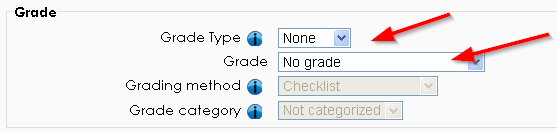 Grade
Grade Type None
Grade No grade
Grading method Checklist
Grade category Not categorized